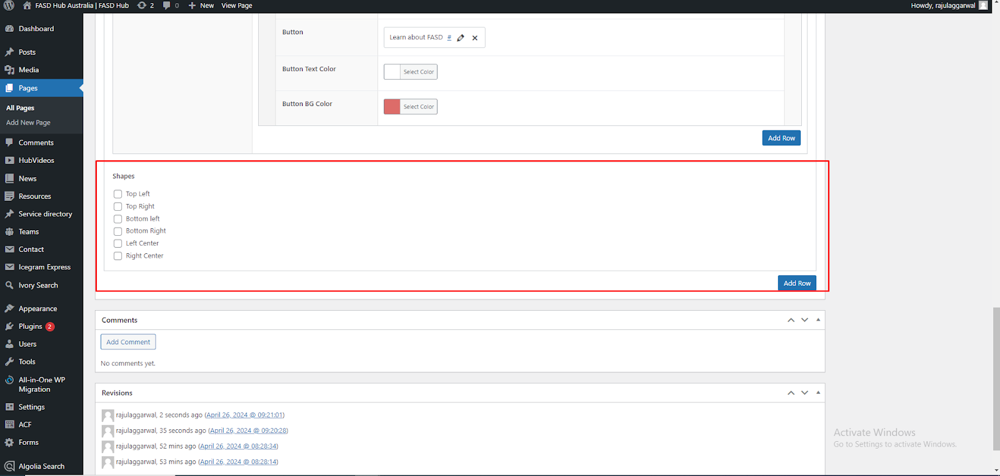 FASD Hub Australia | FASD Hub 2 0 New View Page Howdy, rajulaggarwal
Dashboard
Posts
Media
Pages
All Pages
Add New Page
Comments
HubVideos
News
Resources
Service directory
Teams
Contact
Icegram Express
Ivory Search
Appearance
Plugins 2
Users
Tools
All-in-One WP
Migration
Settings
ACF
Forms
Algolia Search
Button
Learn about FASD #
Button Text Color
Select Color
Button BG Color
Select Color
Add Row
Shapes
Top Left
Top Right
Bottom left
Bottom Right
Left Center
Right Center
Add Row
Comments
Add Comment
No comments yet.
Revisions
rajulaggarwal, 2 seconds ago (April 26, 2024 @ 09:21:01)
rajulaggarwal, 35 seconds ago (April 26, 2024 @ 09:20:28)
rajulaggarwal, 52 mins ago (April 26, 2024 @ 08:28:34)
rajulaggarwal, 53 mins ago (April 26, 2024 @ 08:28:14)
Activate Windows
Go to Settings to activate Windows.